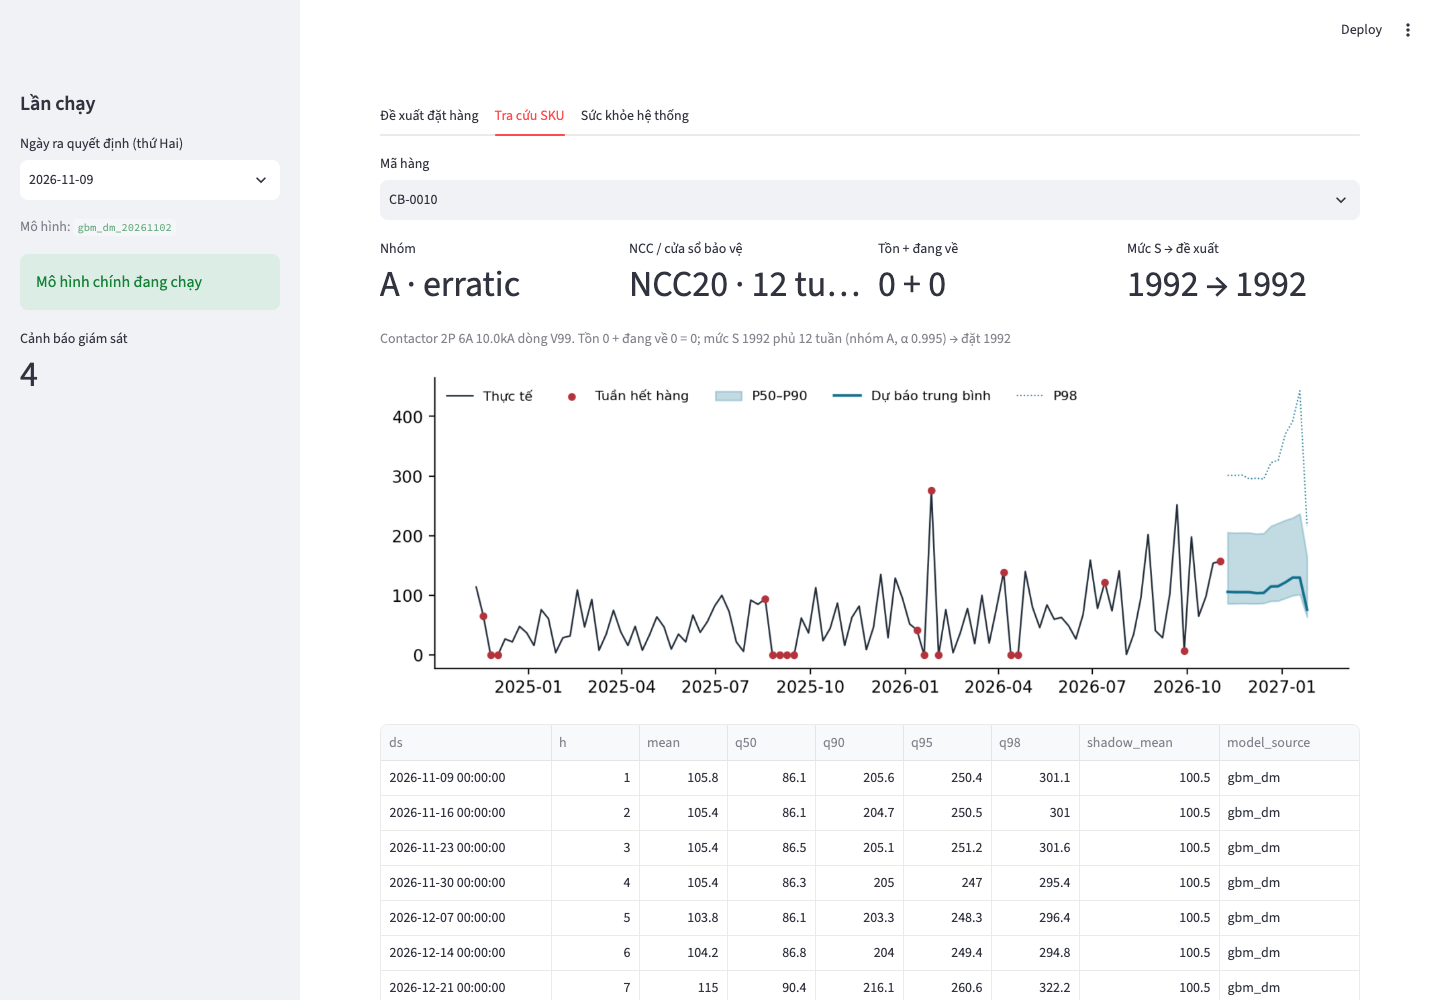 Deploy
Lần chạy
Ngày ra quyết định (thứ Hai)
2026-11-09
Mô hình: gbm_dm_20261102
Mô hình chính đang chạy
Cảnh báo giám sát
4
Đề xuất đặt hàng Tra cứu SKU Sức khỏe hệ thống
Mã hàng
CB-0010
Nhóm NCC / cửa sổ bảo vệ Tồn + đang về Mức S → đề xuất
A · erratic NCC20 · 12 tu… 0 + 0 1992 → 1992
Contactor 2P 6A 10.0kA dòng V99. Tồn 0 + đang về 0 = 0; mức S 1992 phủ 12 tuần (nhóm A, α 0.995) → đặt 1992
Thực tế Tuần hết hàng P50–P90 Dự báo trung bình P98
400
300
200
100
0
2025-01 2025-04 2025-07 2025-10 2026-01 2026-04 2026-07 2026-10 2027-01
ds h mean q50 q90 q95 q98 shadow_mean model_source
2026-11-09 00:00:00 1 105.8 86.1 205.6 250.4 301.1 100.5 gbm_dm
2026-11-16 00:00:00 2 105.4 86.1 204.7 250.5 301 100.5 gbm_dm
2026-11-23 00:00:00 3 105.4 86.5 205.1 251.2 301.6 100.5 gbm_dm
2026-11-30 00:00:00 4 105.4 86.3 205 247 295.4 100.5 gbm_dm
2026-12-07 00:00:00 5 103.8 86.1 203.3 248.3 296.4 100.5 gbm_dm
2026-12-14 00:00:00 6 104.2 86.8 204 249.4 294.8 100.5 gbm_dm
2026-12-21 00:00:00 7 115 90.4 216.1 260.6 322.2 100.5 gbm_dm